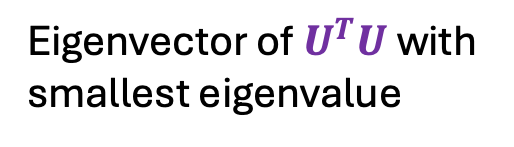 Eigenvector of UᵀU with
smallest eigenvalue